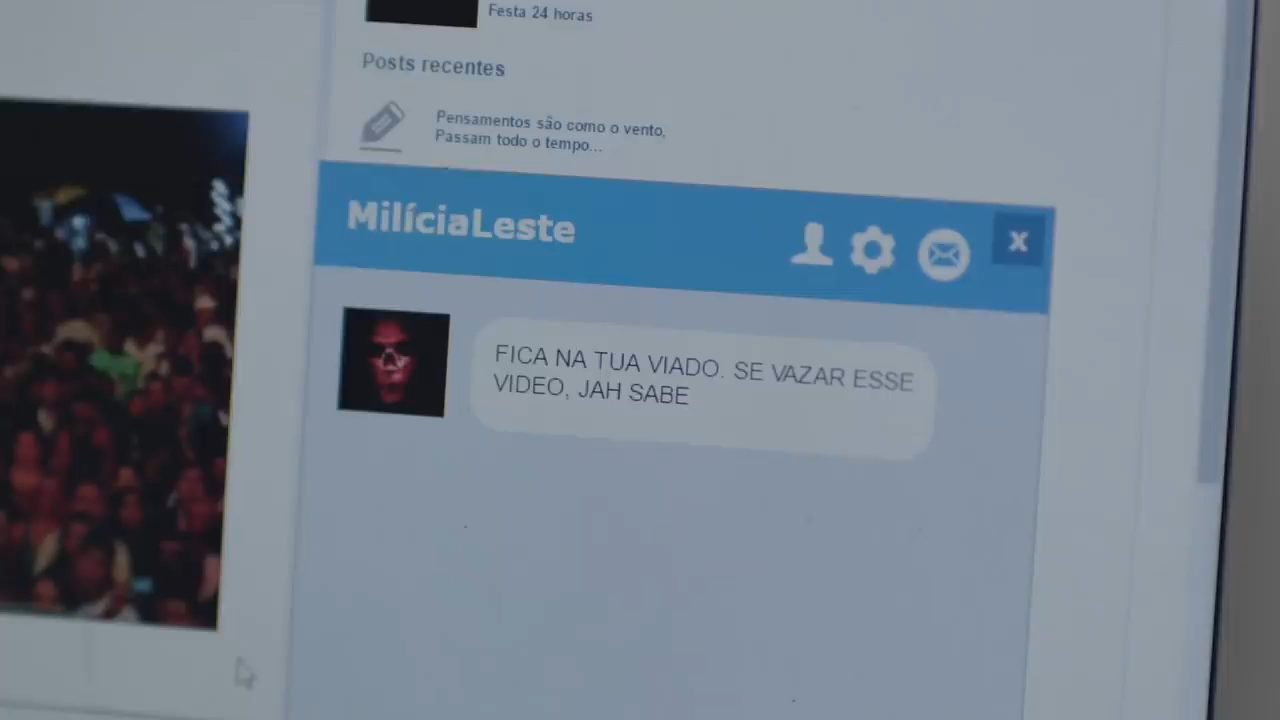 Festa 24 horas
Posts recentes
Pensamentos são como o vento,
Passam todo o tempo...
MilíciaLeste
x
FICA NA TUA VIADO. SE VAZAR ESSE
VIDEO, JAH SABE